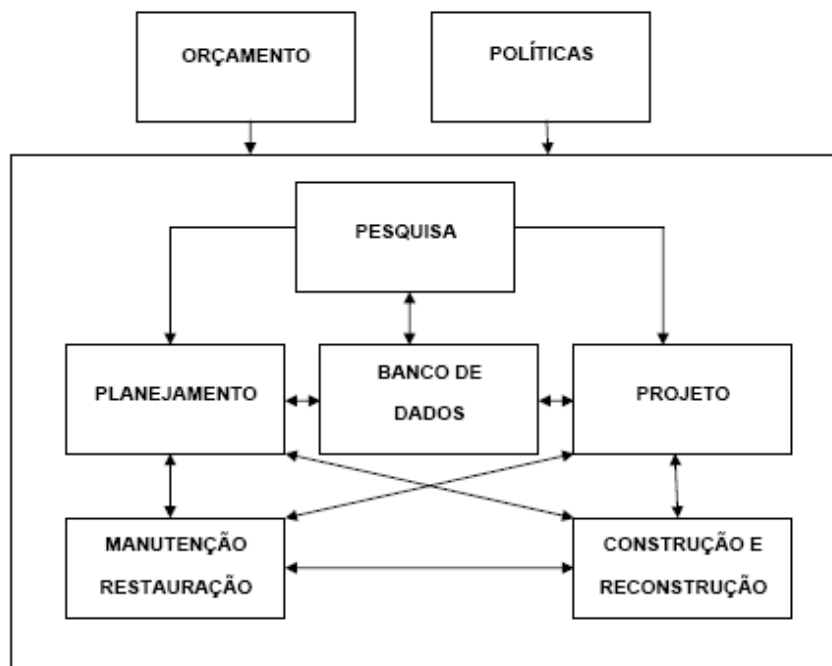 ORÇAMENTO
POLÍTICAS
PESQUISA
PLANEJAMENTO
BANCO DE
DADOS
PROJETO
MANUTENÇÃO
RESTAURAÇÃO
CONSTRUÇÃO E
RECONSTRUÇÃO